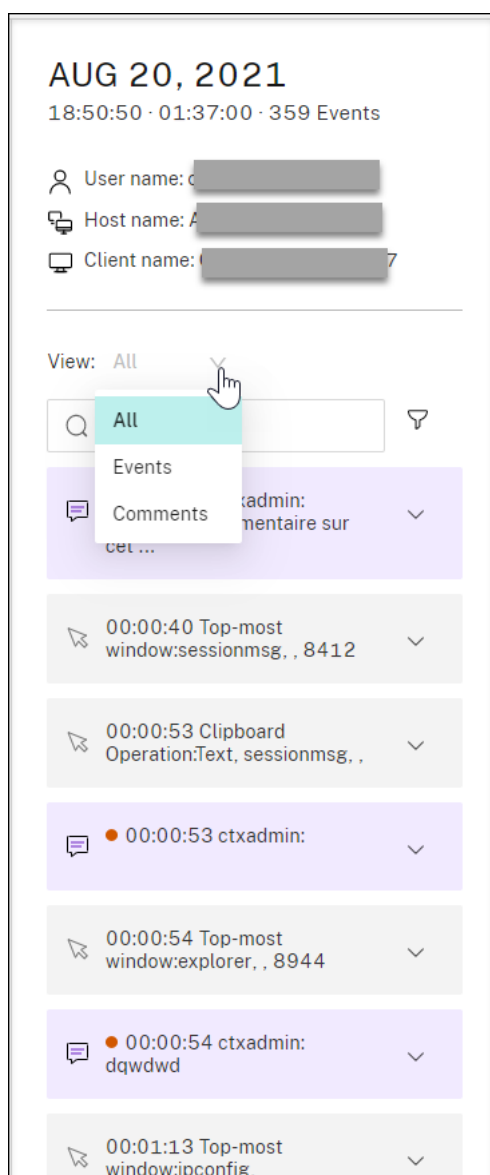 AUG 20, 2021
18:50:50 · 01:37:00 · 359 Events
User name:
Host name:
Client name: 7
View: All
All
Events
Comments
xadmin:
mentaire sur
cet ...
00:00:40 Top-most
window:sessionmsg, , 8412
00:00:53 Clipboard
Operation:Text, sessionmsg, ,
00:00:53 ctxadmin:
00:00:54 Top-most
window:explorer, , 8944
00:00:54 ctxadmin:
dqwdwd
00:01:13 Top-most
window:ipconfig